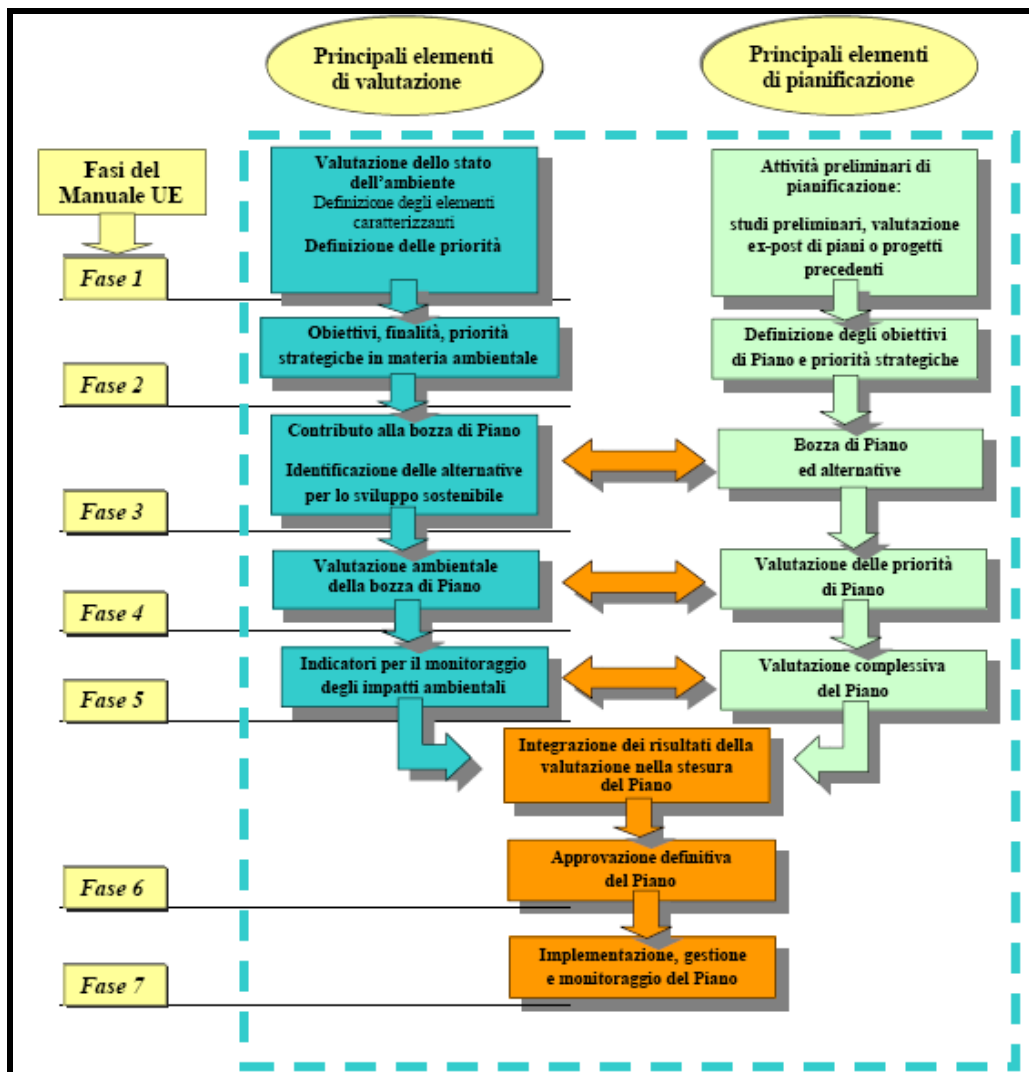 Principali elementi
di valutazione
Principali elementi
di pianificazione
Fasi del
Manuale UE
Valutazione dello stato
dell'ambiente
Definizione degli elementi
caratterizzanti
Definizione delle priorità
Attività preliminari di
pianificazione:
studi preliminari, valutazione
ex-post di piani o progetti
precedenti
Fase 1
Obiettivi, finalità, priorità
strategiche in materia ambientale
Definizione degli obiettivi
di Piano e priorità strategiche
Fase 2
Contributo alla bozza di Piano
Identificazione delle alternative
per lo sviluppo sostenibile
Bozza di Piano
ed alternative
Fase 3
Valutazione ambientale
della bozza di Piano
Valutazione delle priorità
di Piano
Fase 4
Indicatori per il monitoraggio
degli impatti ambientali
Valutazione complessiva
del Piano
Fase 5
Integrazione dei risultati della
valutazione nella stesura
del Piano
Approvazione definitiva
del Piano
Fase 6
Implementazione, gestione
e monitoraggio del Piano
Fase 7